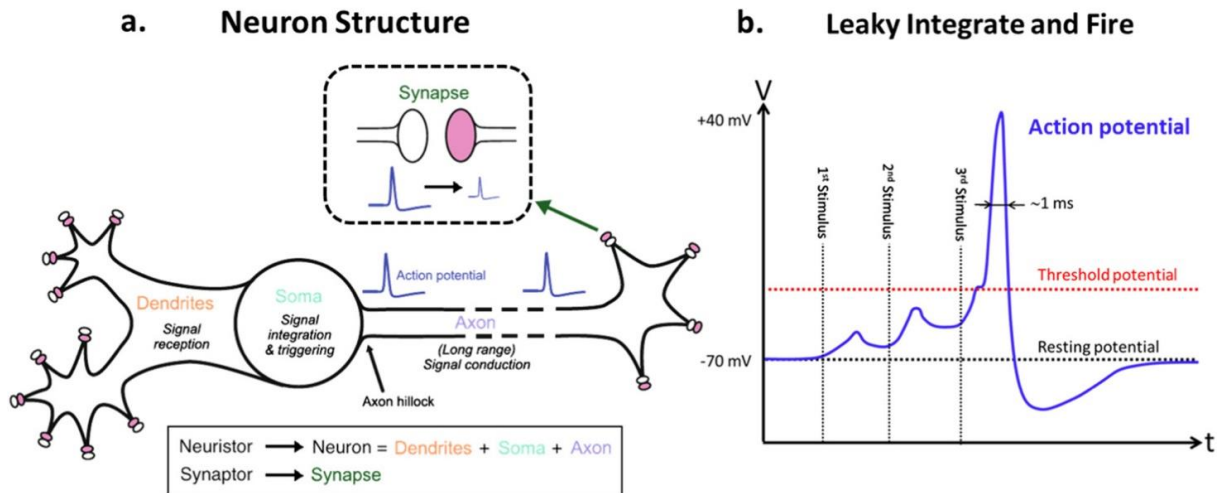 a. Neuron Structure
Synapse
Action potential
Dendrites
Signal
reception
Soma
Signal
integration
& triggering
Axon
(Long range)
Signal conduction
Axon hillock
Neuristor → Neuron = Dendrites + Soma + Axon
Synaptor → Synapse
b. Leaky Integrate and Fire
V
+40 mV
Action potential
1st Stimulus
2nd Stimulus
3rd Stimulus
~1 ms
Threshold potential
Resting potential
-70 mV
t